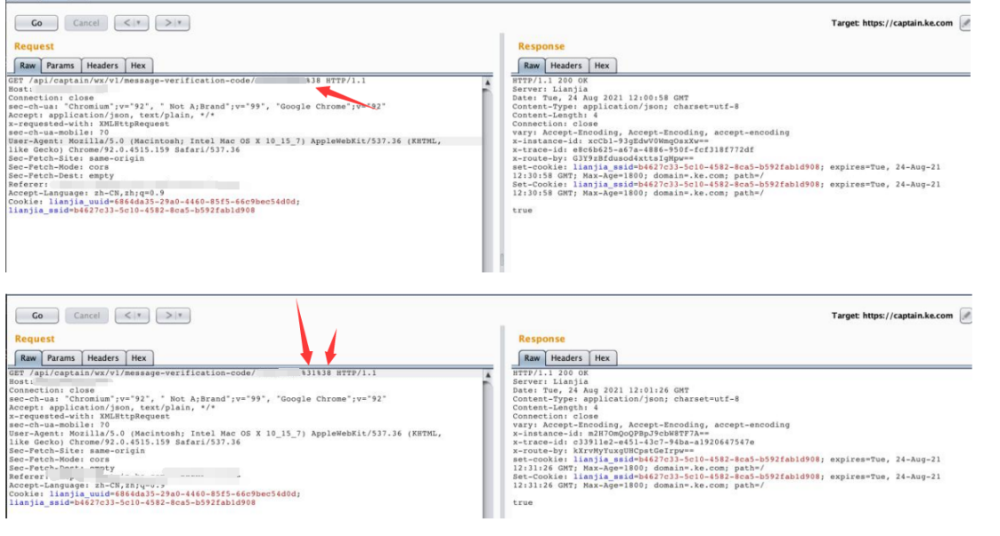 Go Cancel < > Target: https://captain.ke.com
Request
Raw Params Headers Hex
GET /api/captain/wx/v1/message-verification-code/ %38 HTTP/1.1
Host:
Connection: close
sec-ch-ua: "Chromium";v="92", " Not A;Brand";v="99", "Google Chrome";v="92"
Accept: application/json, text/plain, */*
x-requested-with: XMLHttpRequest
sec-ch-ua-mobile: ?0
User-Agent: Mozilla/5.0 (Macintosh; Intel Mac OS X 10_15_7) AppleWebKit/537.36 (KHTML,
like Gecko) Chrome/92.0.4515.159 Safari/537.36
Sec-Fetch-Site: same-origin
Sec-Fetch-Mode: cors
Sec-Fetch-Dest: empty
Referer:
Accept-Language: zh-CN,zh;q=0.9
Cookie: lianjia_uuid=6864da35-29a0-4460-85f5-66c9bec54d0d;
lianjia_ssid=b4627c33-5c10-4582-8ca5-b592fab1d908
Response
Raw Headers Hex
HTTP/1.1 200 OK
Server: Lianjia
Date: Tue, 24 Aug 2021 12:00:58 GMT
Content-Type: application/json; charset=utf-8
Content-Length: 4
Connection: close
vary: Accept-Encoding, Accept-Encoding, accept-encoding
x-instance-id: xcCb1-93gEdwV0WmqOsxXw==
x-trace-id: e8c6b625-a67a-4886-950f-fcf318f772df
x-route-by: G3Y9zBfdusod4xttsIgMpw==
set-cookie: lianjia_ssid=b4627c33-5c10-4582-8ca5-b592fab1d908; expires=Tue, 24-Aug-21
12:30:58 GMT; Max-Age=1800; domain=.ke.com; path=/
Set-Cookie: lianjia_ssid=b4627c33-5c10-4582-8ca5-b592fab1d908; expires=Tue, 24-Aug-21
12:30:58 GMT; Max-Age=1800; domain=.ke.com; path=/
true
Go Cancel < > Target: https://captain.ke.com
Request
Raw Params Headers Hex
GET /api/captain/wx/v1/message-verification-code/ %31%38 HTTP/1.1
Host:
Connection: close
sec-ch-ua: "Chromium";v="92", " Not A;Brand";v="99", "Google Chrome";v="92"
Accept: application/json, text/plain, */*
x-requested-with: XMLHttpRequest
sec-ch-ua-mobile: ?0
User-Agent: Mozilla/5.0 (Macintosh; Intel Mac OS X 10_15_7) AppleWebKit/537.36 (KHTML,
like Gecko) Chrome/92.0.4515.159 Safari/537.36
Sec-Fetch-Site: same-origin
Sec-Fetch-Mode: cors
Sec-Fetch-Dest: empty
Referer:
Accept-Language: zh-CN,zh;q=0.9
Cookie: lianjia_uuid=6864da35-29a0-4460-85f5-66c9bec54d0d;
lianjia_ssid=b4627c33-5c10-4582-8ca5-b592fab1d908
Response
Raw Headers Hex
HTTP/1.1 200 OK
Server: Lianjia
Date: Tue, 24 Aug 2021 12:01:26 GMT
Content-Type: application/json; charset=utf-8
Content-Length: 4
Connection: close
vary: Accept-Encoding, Accept-Encoding, accept-encoding
x-instance-id: m2H7OmQoQPBpJ9cbW8TF7A==
x-trace-id: c33911e2-e451-43c7-94ba-a1920647547e
x-route-by: kXrvMyYuxgUHCpstGeIrpw==
set-cookie: lianjia_ssid=b4627c33-5c10-4582-8ca5-b592fab1d908; expires=Tue, 24-Aug-21
12:31:26 GMT; Max-Age=1800; domain=.ke.com; path=/
Set-Cookie: lianjia_ssid=b4627c33-5c10-4582-8ca5-b592fab1d908; expires=Tue, 24-Aug-21
12:31:26 GMT; Max-Age=1800; domain=.ke.com; path=/
true